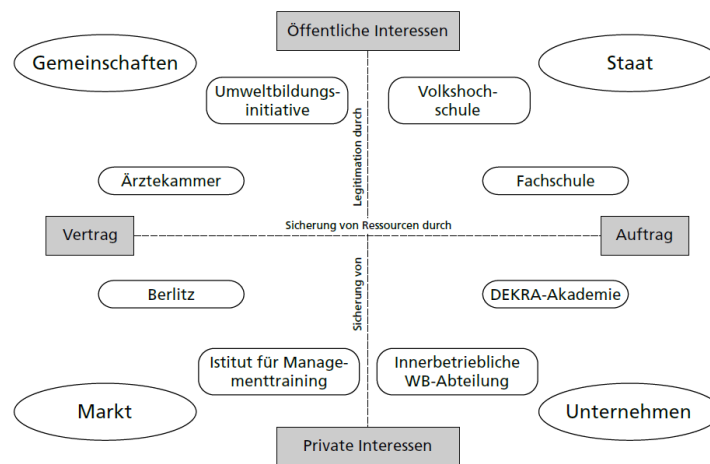 Öffentliche Interessen
Gemeinschaften
Staat
Umweltbildungs-
initiative
Volkshoch-
schule
Legitimation durch
Ärztekammer
Fachschule
Vertrag
Sicherung von Ressourcen durch
Auftrag
Sicherung von
Berlitz
DEKRA-Akademie
Istitut für Manage-
menttraining
Innerbetriebliche
WB-Abteilung
Markt
Unternehmen
Private Interessen